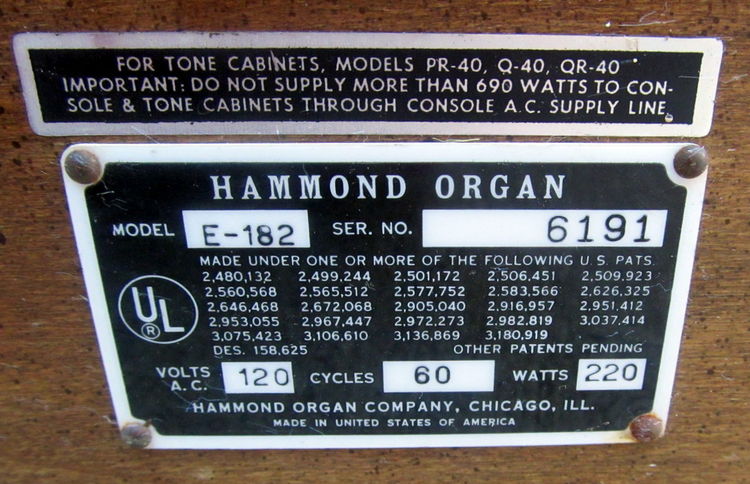 FOR TONE CABINETS, MODELS PR-40, Q-40, QR-40
IMPORTANT: DO NOT SUPPLY MORE THAN 690 WATTS TO CON-
SOLE & TONE CABINETS THROUGH CONSOLE A.C. SUPPLY LINE.
HAMMOND ORGAN
MODEL E-182 SER. NO. 6191
MADE UNDER ONE OR MORE OF THE FOLLOWING U.S. PATS.
2,480,132 2,499,244 2,501,172 2,506,451 2,509,923
2,560,568 2,565,512 2,577,752 2,583,566 2,626,325
2,646,468 2,672,068 2,905,040 2,916,957 2,951,412
2,953,055 2,967,447 2,972,273 2,982,819 3,037,414
3,075,423 3,106,610 3,136,869 3,180,919
DES. 158,625 OTHER PATENTS PENDING
UL
R
VOLTS A.C. 120 CYCLES 60 WATTS 220
HAMMOND ORGAN COMPANY, CHICAGO, ILL.
MADE IN UNITED STATES OF AMERICA